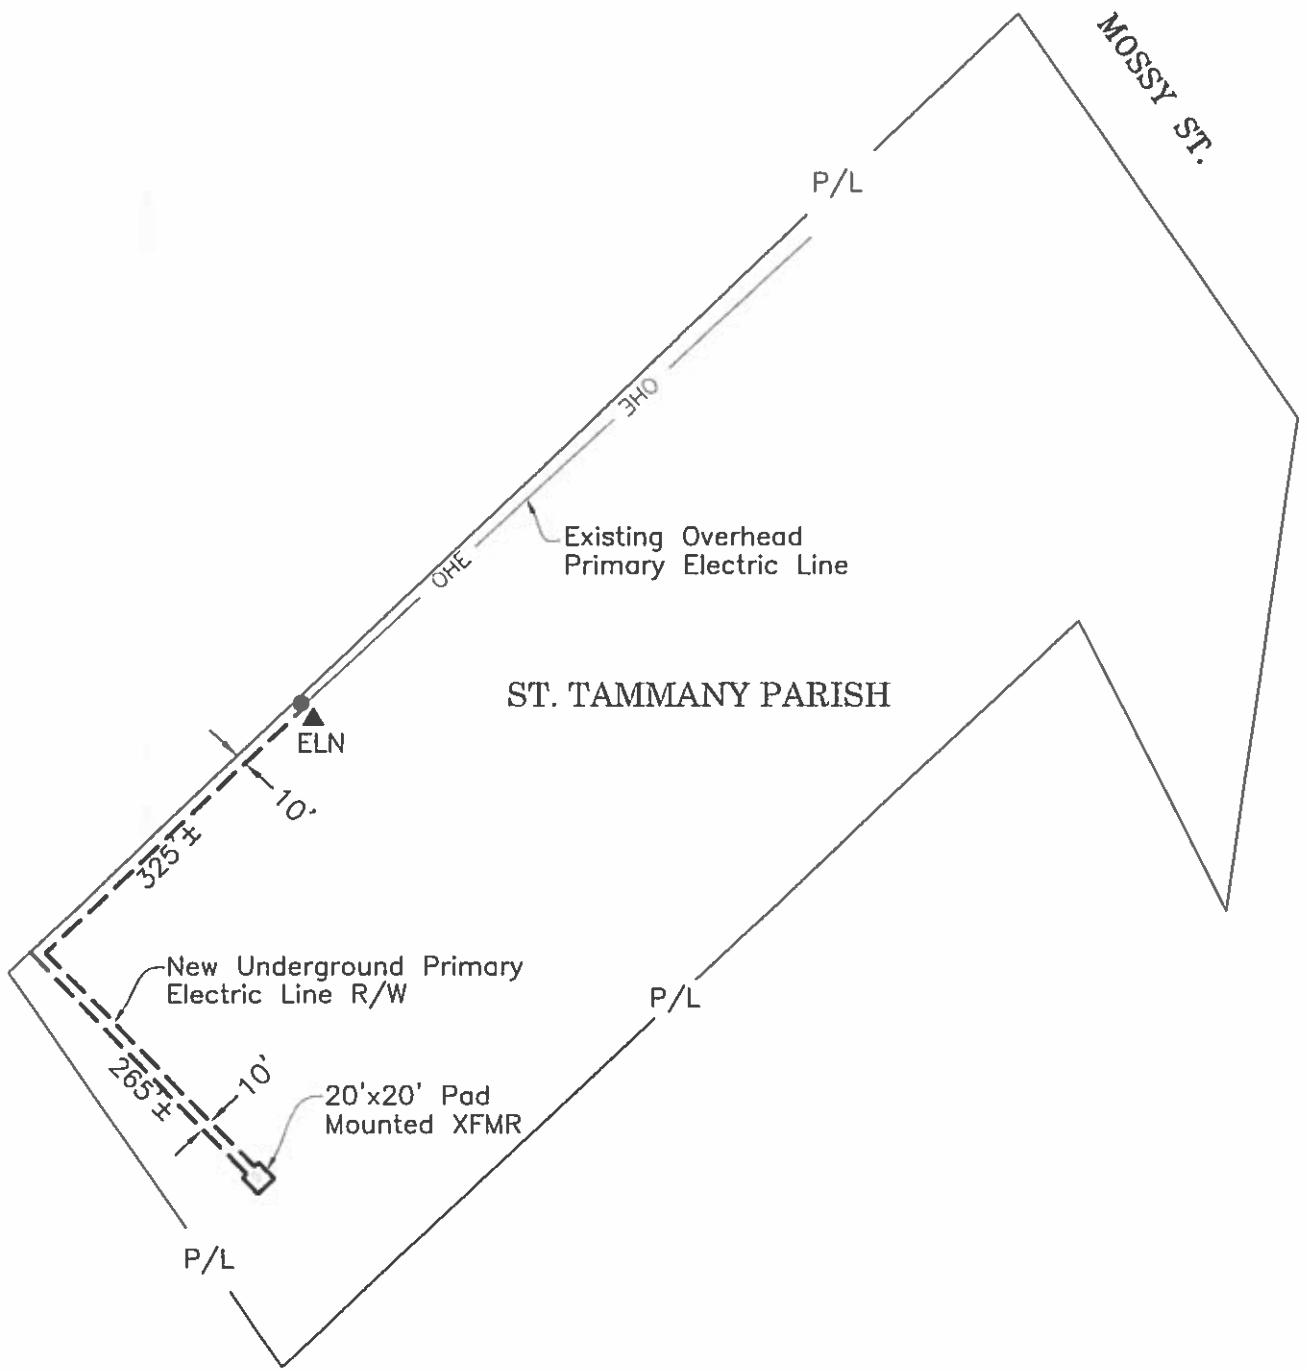 MOSSY ST.
P/L
OHE
Existing Overhead
Primary Electric Line
OHE
ST. TAMMANY PARISH
ELN
10'
325'±
New Underground Primary
Electric Line R/W
P/L
265'±
10'
20'x20' Pad
Mounted XFMR
P/L